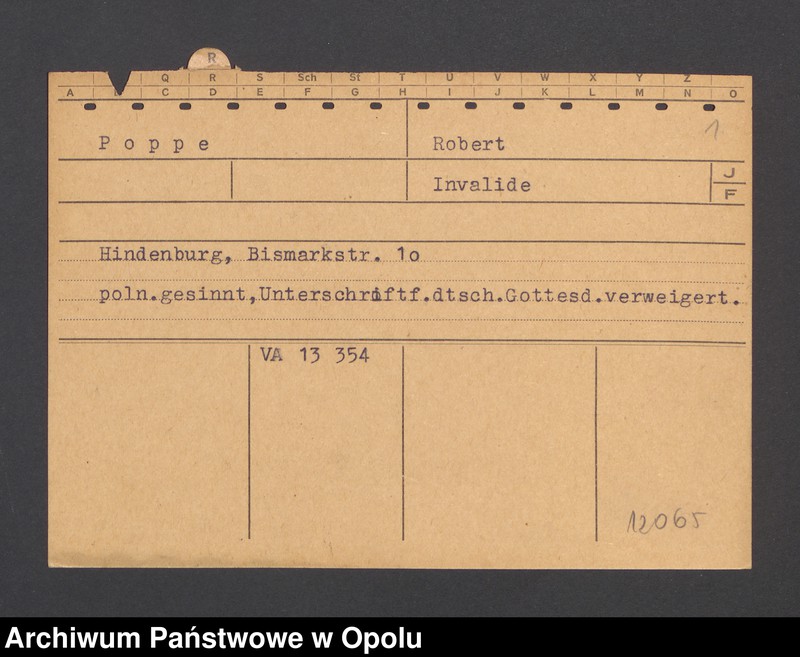 R
Q R S Sch St T U V W X Y Z
A C D E F G H I J K L M N O
1
P o p p e Robert
Invalide J
F
Hindenburg, Bismarkstr. 1o
poln.gesinnt,Unterschriftf.dtsch.Gottesd.verweigert.
VA 13 354
12065
Archiwum Państwowe w Opolu